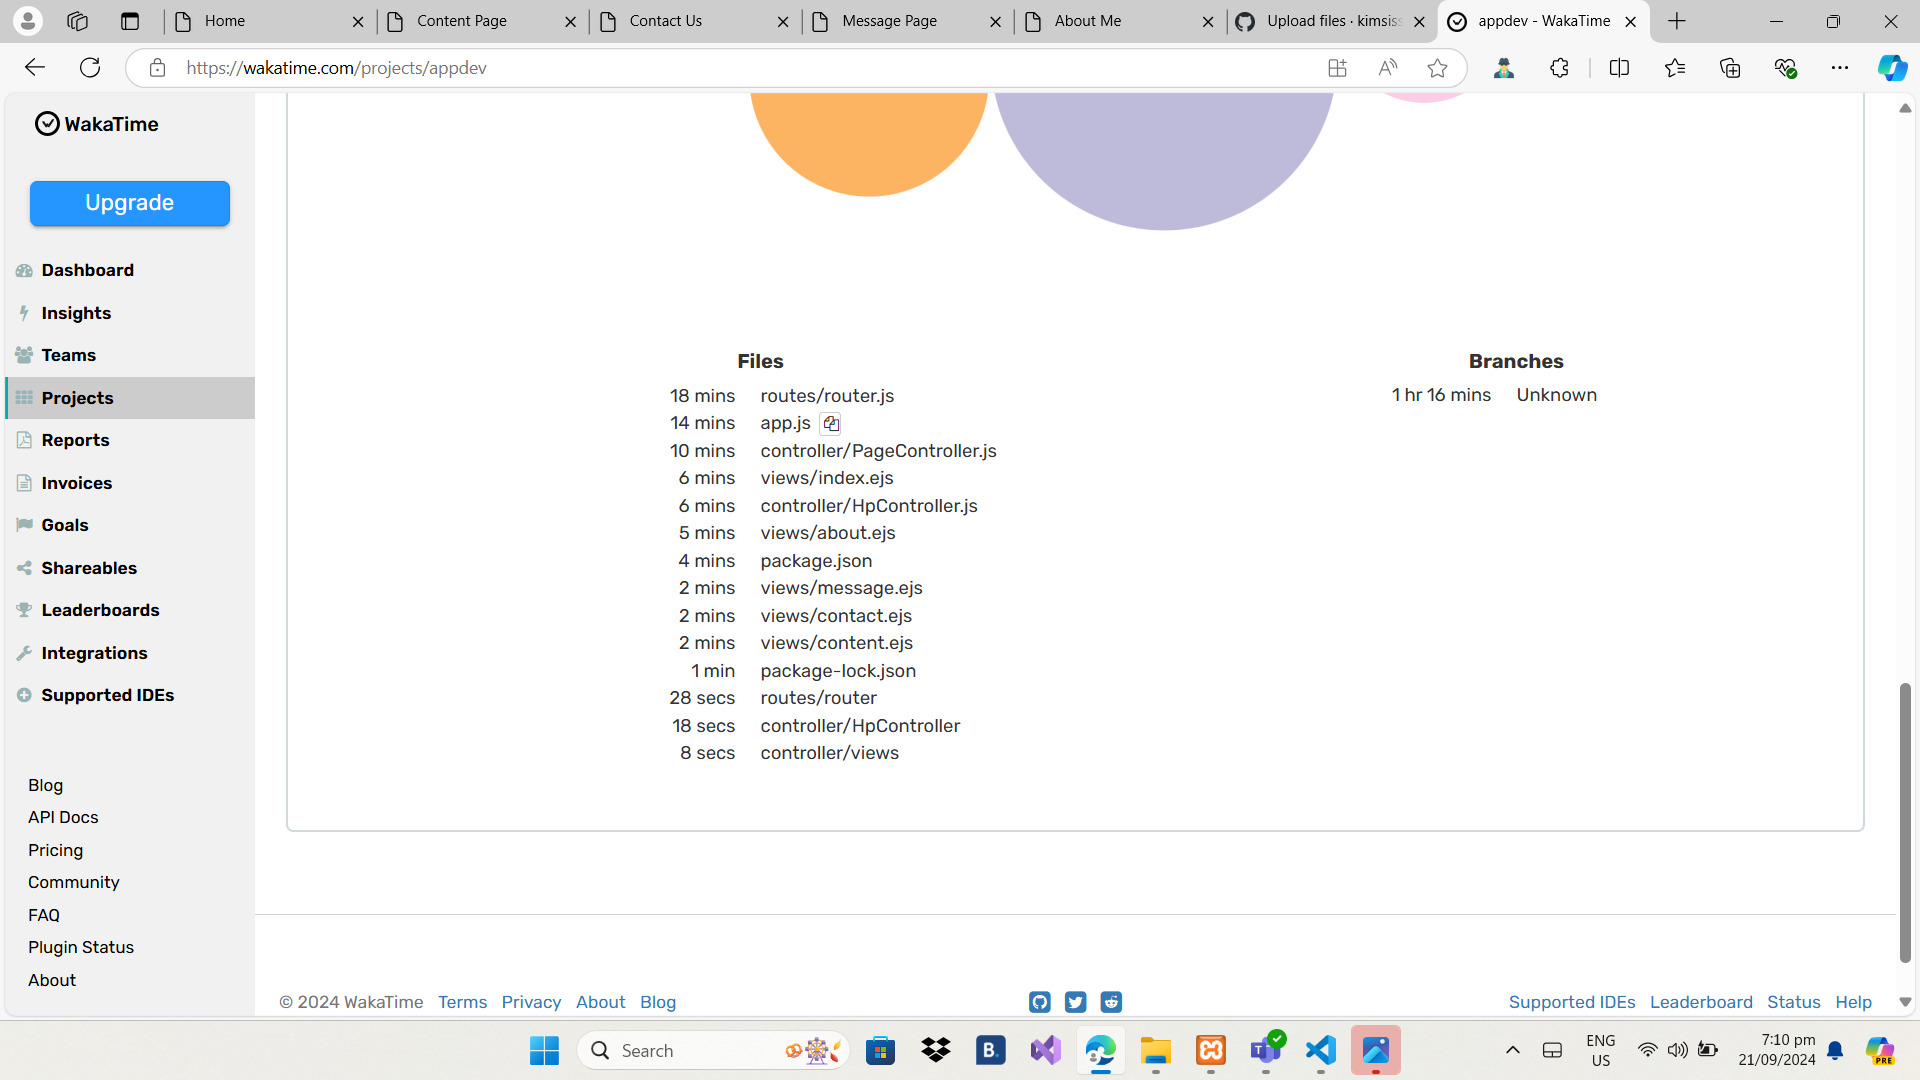 Home
Content Page
Contact Us
Message Page
About Me
Upload files · kimsiss
appdev - WakaTime
https://wakatime.com/projects/appdev
WakaTime
Upgrade
Dashboard
Insights
Teams
Projects
Reports
Invoices
Goals
Shareables
Leaderboards
Integrations
Supported IDEs
Blog
API Docs
Pricing
Community
FAQ
Plugin Status
About
Files
18 mins routes/router.js
14 mins app.js
10 mins controller/PageController.js
6 mins views/index.ejs
6 mins controller/HpController.js
5 mins views/about.ejs
4 mins package.json
2 mins views/message.ejs
2 mins views/contact.ejs
2 mins views/content.ejs
1 min package-lock.json
28 secs routes/router
18 secs controller/HpController
8 secs controller/views
Branches
1 hr 16 mins Unknown
© 2024 WakaTime Terms Privacy About Blog
Supported IDEs Leaderboard Status Help
Search
B.
ENG
US
7:10 pm
21/09/2024
PRE